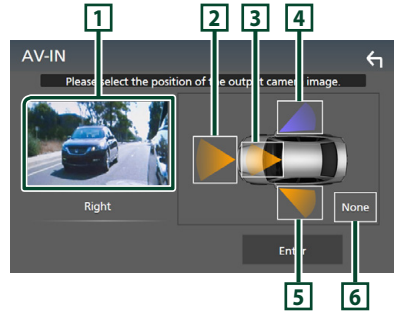 1 2 3 4
AV-IN
Please select the position of the output camera image.
Right
None
Enter
5 6